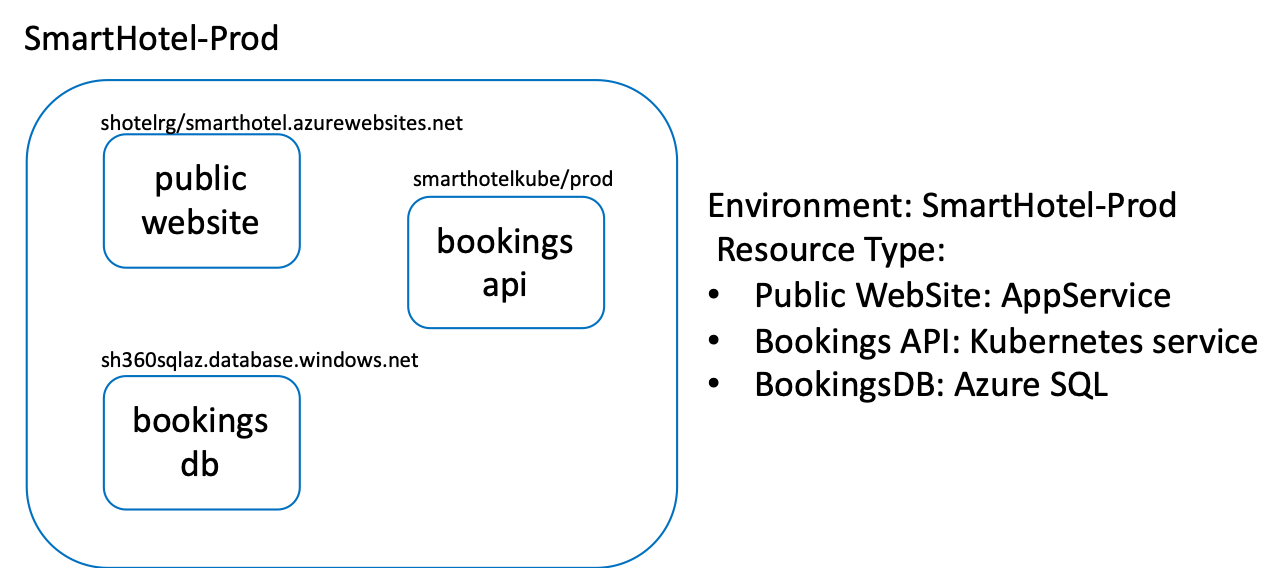 SmartHotel-Prod
shotelrg/smarthotel.azurewebsites.net
public
website
smarthotelkube/prod
bookings
api
sh360sqlaz.database.windows.net
bookings
db
Environment: SmartHotel-Prod
Resource Type:
• Public WebSite: AppService
• Bookings API: Kubernetes service
• BookingsDB: Azure SQL